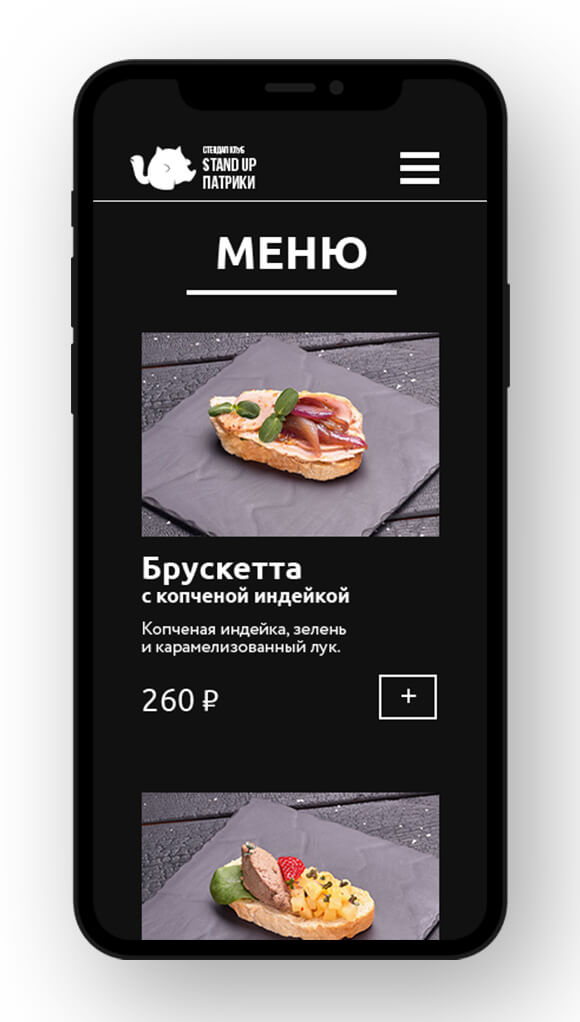 СТЕНДАП КЛУБ
STAND UP
ПАТРИКИ
МЕНЮ
Брускетта
с копченой индейкой
Копченая индейка, зелень
и карамелизованный лук.
260 ₽
+